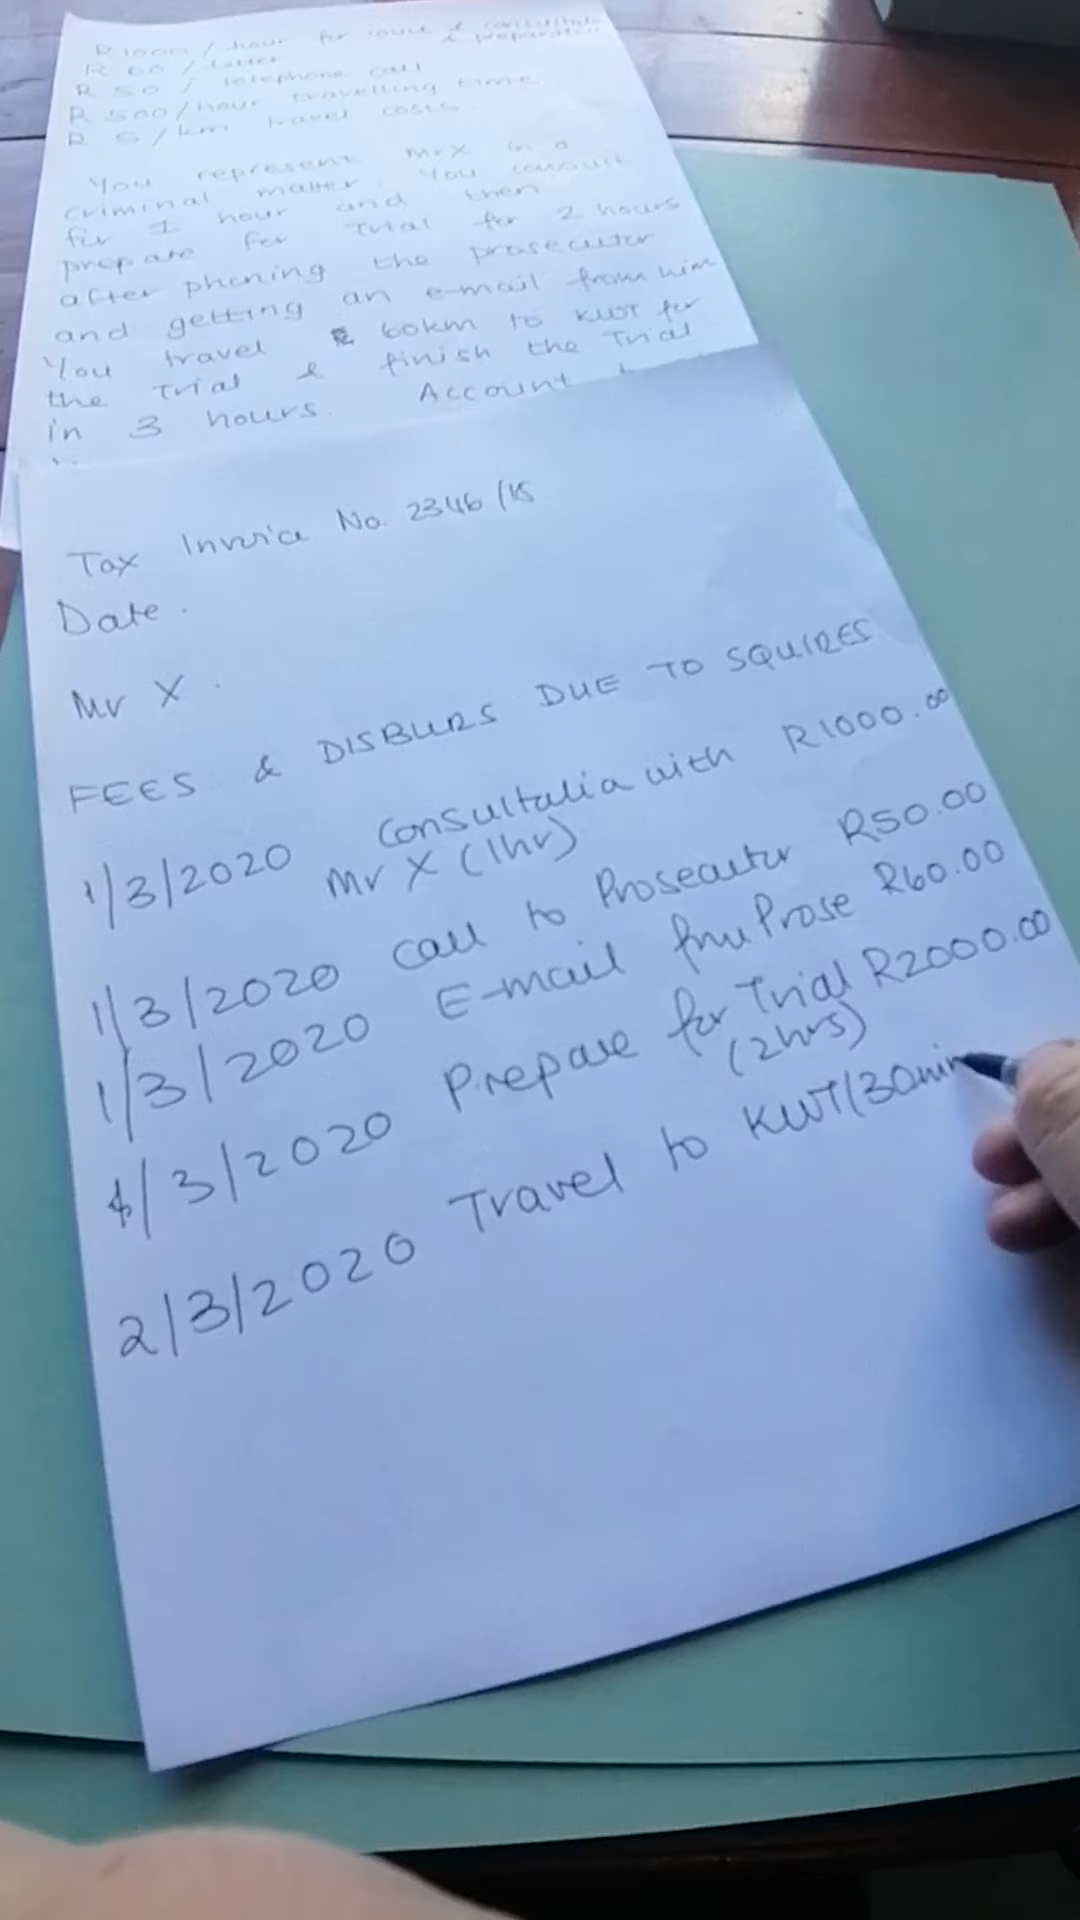 R1000 / hour for court & consultation
& preparation
R 60 / letter
R 50 / telephone call
R 500/hour travelling time
R 5/km travel costs
You represent Mr X in a
criminal matter. You consult
for 1 hour and then
prepare for Trial for 2 hours
after phoning the prosecutor
and getting an e-mail from him
You travel 60km to KWT for
the Trial & finish the Trial
in 3 hours. Account
Tax Invoice No. 2346/KS
Date.
Mr X.
FEES & DISBURS DUE TO SQUIRES
1/3/2020 Consultatia with R1000.00
Mr X (1hr)
1/3/2020 Call to Prosecutor R50.00
1/3/2020 E-mail from Prose R60.00
1/3/2020 Prepare for Trial R2000.00
(2hrs)
2/3/2020 Travel to KWT (30min